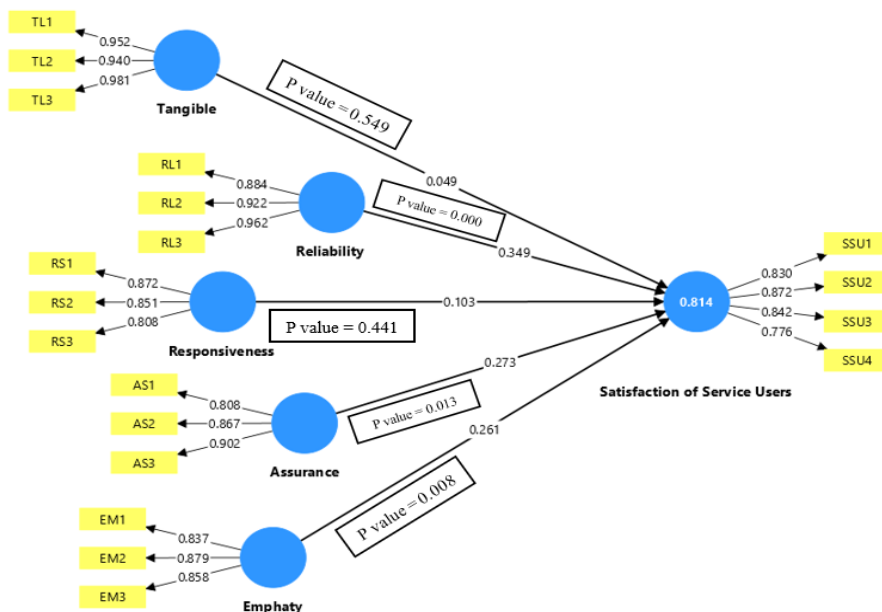 TL1
TL2
TL3
0.952
0.940
0.981
Tangible
P value = 0.549
0.049
RL1
RL2
RL3
0.884
0.922
0.962
Reliability
P value = 0.000
0.349
RS1
RS2
RS3
0.872
0.851
0.808
Responsiveness
P value = 0.441
0.103
AS1
AS2
AS3
0.808
0.867
0.902
Assurance
P value = 0.013
0.273
EM1
EM2
EM3
0.837
0.879
0.858
Emphaty
P value = 0.008
0.261
0.814
Satisfaction of Service Users
0.830
0.872
0.842
0.776
SSU1
SSU2
SSU3
SSU4